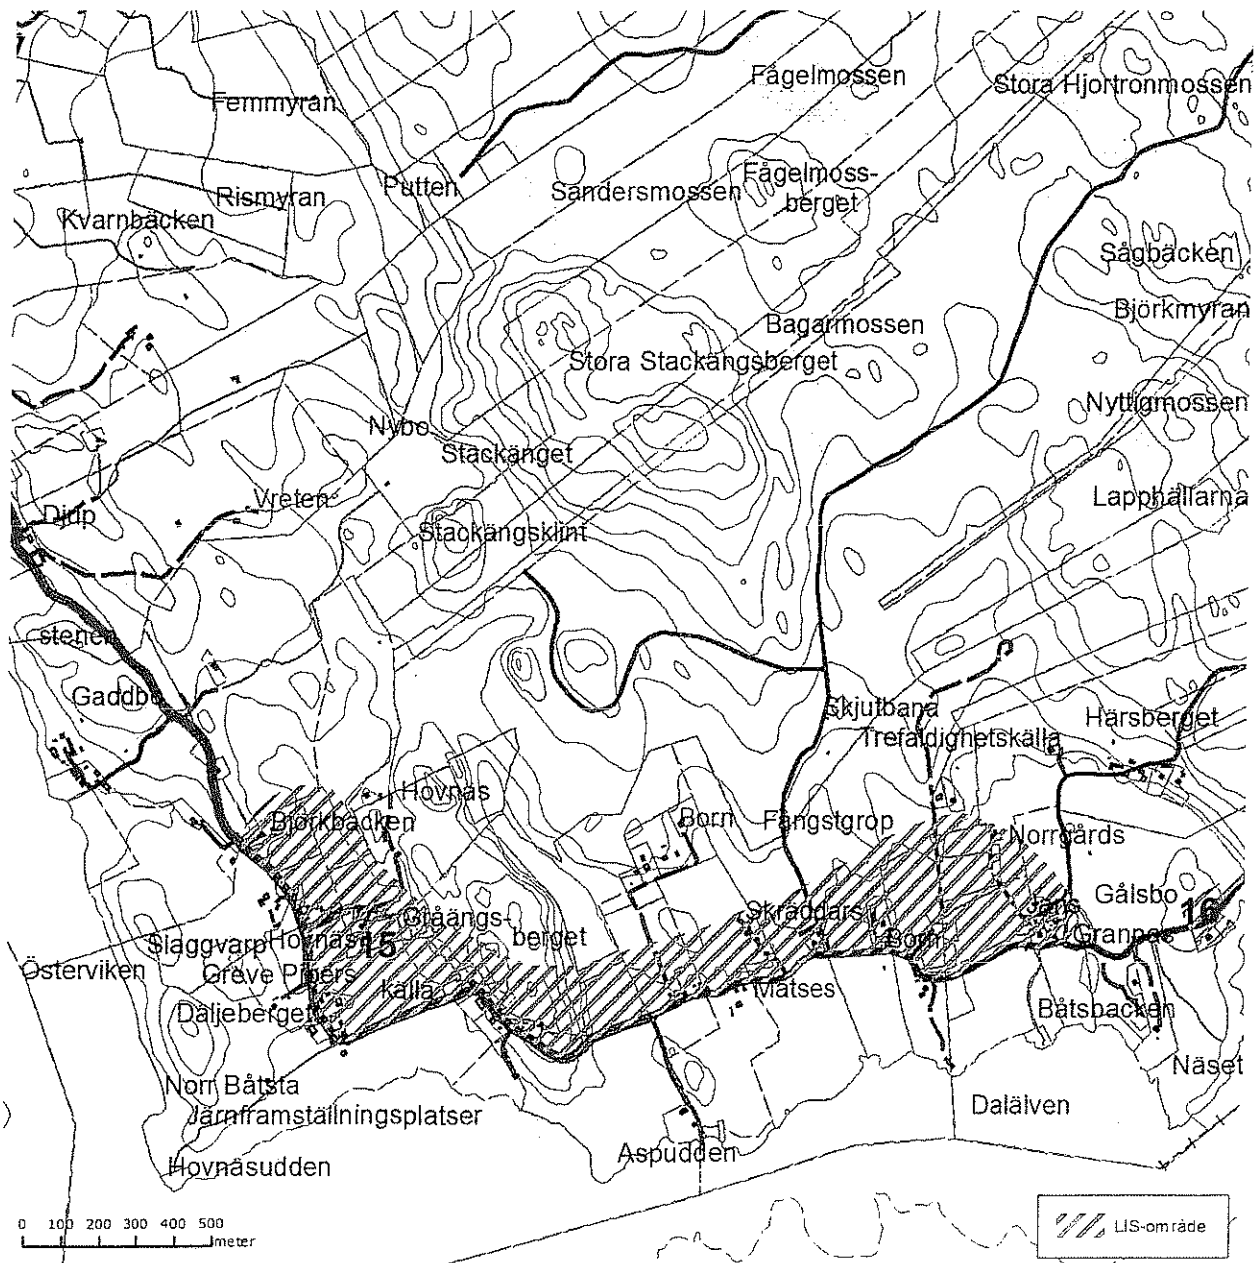 Femmyran
Fågelmossen
Stora Hjortronmossen
Putten
Rismyran
Sandersmossen
Fågelmoss-
berget
Kvarnbäcken
Sågbäcken
Björkmyran
Bagarmossen
Stora Stackängsberget
Nyttigmossen
Nybo
Stackänget
Vreten
Lapphällarna
Djup
Stackängsklint
stenen
Gaddbo
Skjutbana
Härsberget
Trefaldighetskälla
Hovnäs
Björkbacken
Born
Fångstgrop
Norrgårds
Gråängs-
berget
Skräddars
Jans
Gålsbo
16
Slaggvarp
Hovnäs
15
Born
Grannas
Österviken
Greve Pipers
källa
Matses
Daljeberget
Båtsbacken
Näset
Norr Båtsta
Järnframställningsplatser
Dalälven
Hovnäsudden
Aspudden
0 100 200 300 400 500
meter
LIS-område